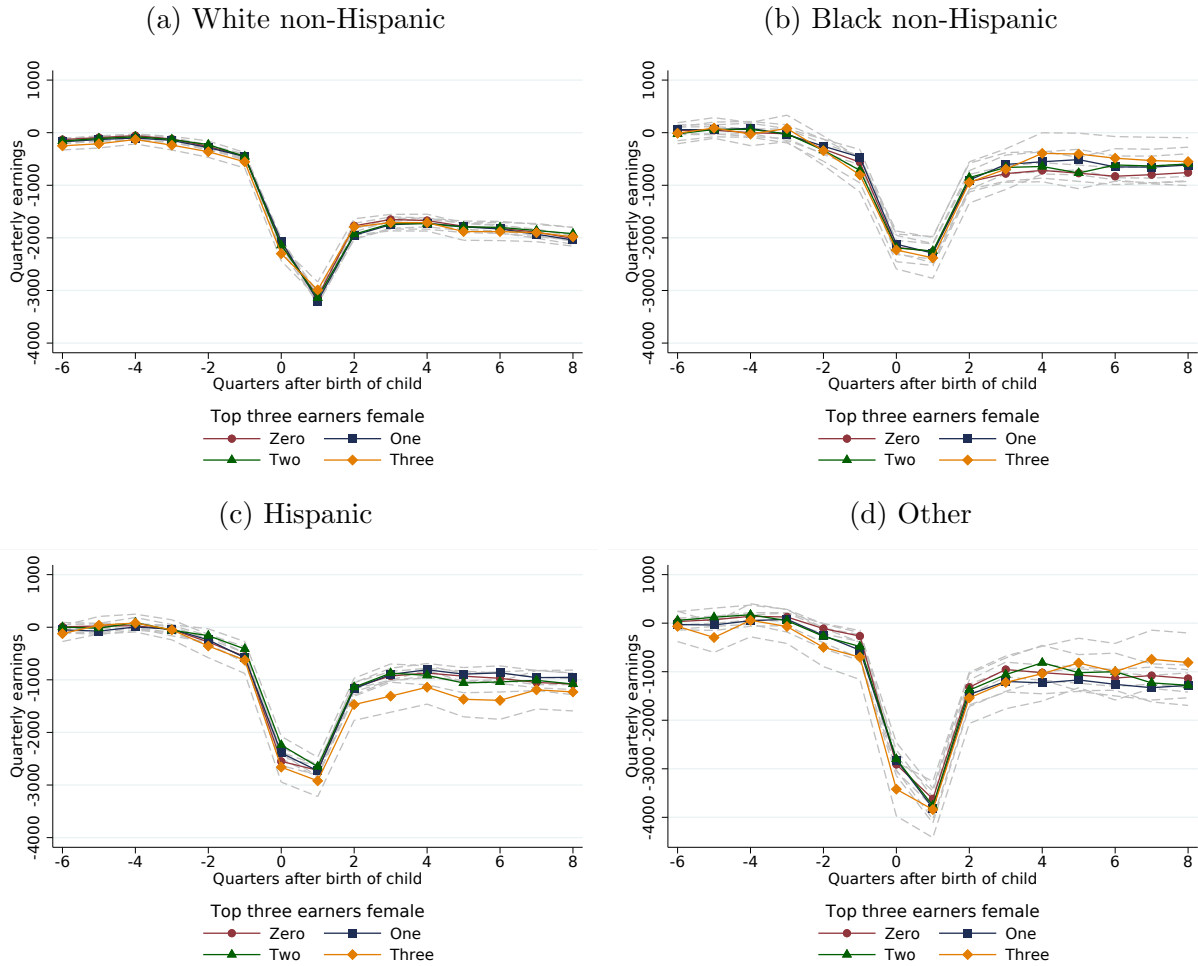 (a) White non-Hispanic
Quarterly earnings
1000
0
-1000
-2000
-3000
-4000
-6 -4 -2 0 2 4 6 8
Quarters after birth of child
Top three earners female
Zero One
Two Three
(b) Black non-Hispanic
Quarterly earnings
1000
0
-1000
-2000
-3000
-4000
-6 -4 -2 0 2 4 6 8
Quarters after birth of child
Top three earners female
Zero One
Two Three
(c) Hispanic
Quarterly earnings
1000
0
-1000
-2000
-3000
-4000
-6 -4 -2 0 2 4 6 8
Quarters after birth of child
Top three earners female
Zero One
Two Three
(d) Other
Quarterly earnings
1000
0
-1000
-2000
-3000
-4000
-6 -4 -2 0 2 4 6 8
Quarters after birth of child
Top three earners female
Zero One
Two Three